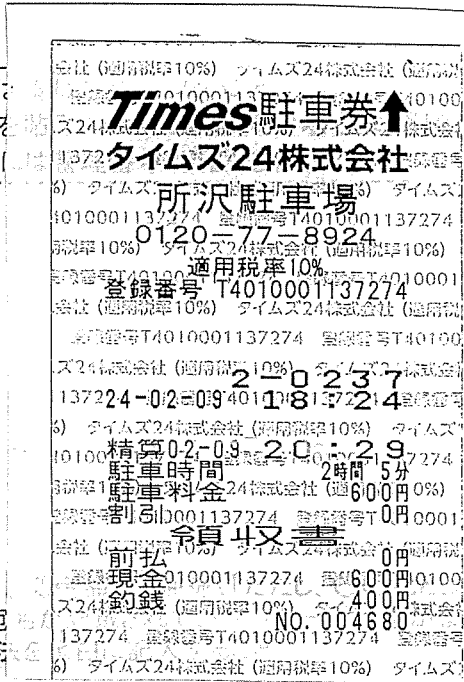 Times駐車券↑
タイムズ24株式会社
所沢駐車場
0120-77-8924
適用税率10%
登録番号 T4010001137274
2-0237
24-02-09 18:24
精算02-09 20:29
駐車時間 2時間 5分
駐車料金 600円
割引 0円
領収書
前払 0円
現金 600円
釣銭 400円
NO. 004680